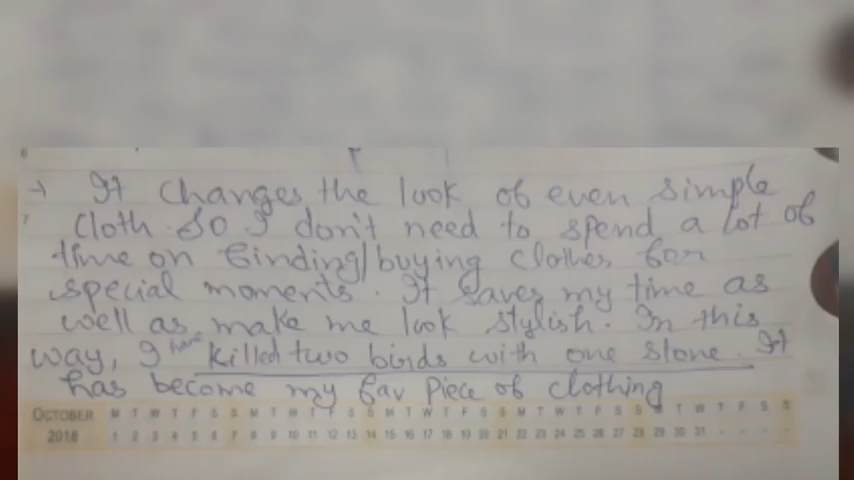 → It changes the look of even simple
cloth. So I don't need to spend a lot of
time on finding/buying clothes for
special moments. It saves my time as
well as make me look stylish. In this
way, I have killed two birds with one stone. It
has become my fav piece of clothing
OCTOBER M T W T F S S M T W T F S S M T W T F S S M T W T F S S M T W T F S S
2018 1 2 3 4 5 6 7 8 9 10 11 12 13 14 15 16 17 18 19 20 21 22 23 24 25 26 27 28 29 30 31 - - - -